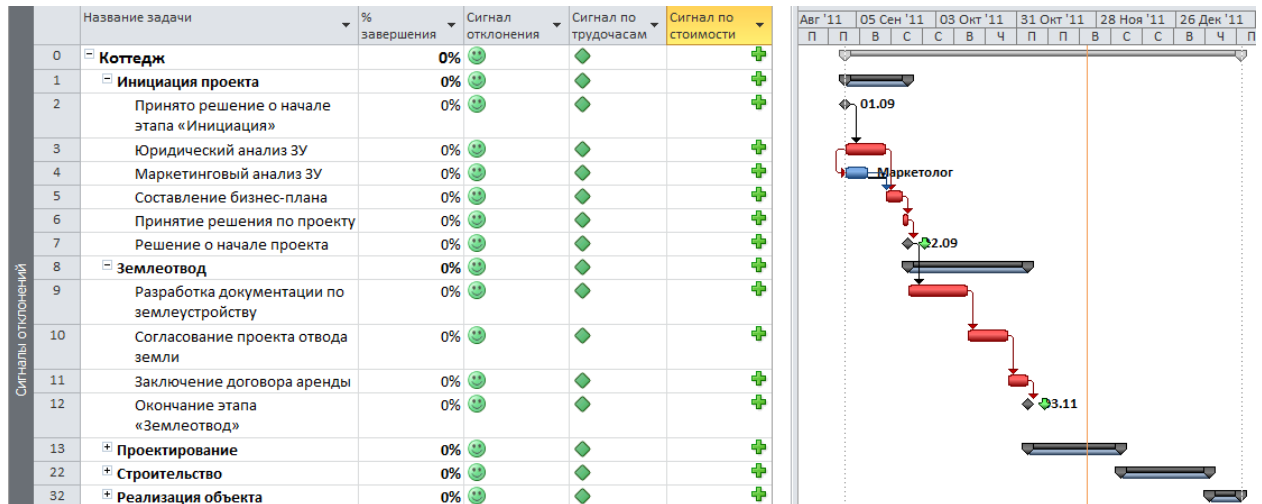 Название задачи % завершения Сигнал отклонения Сигнал по трудочасам Сигнал по стоимости
Авг '11 05 Сен '11 03 Окт '11 31 Окт '11 28 Ноя '11 26 Дек '11
П П В С С В Ч П П В С С В Ч П
0 Коттедж 0%
1 Инициация проекта 0%
2 Принято решение о начале 0% 01.09
этапа «Инициация»
3 Юридический анализ ЗУ 0%
4 Маркетинговый анализ ЗУ 0% Маркетолог
5 Составление бизнес-плана 0%
6 Принятие решения по проекту 0%
7 Решение о начале проекта 0% 2.09
8 Землеотвод 0%
9 Разработка документации по 0%
землеустройству
10 Согласование проекта отвода 0%
земли
11 Заключение договора аренды 0%
12 Окончание этапа 0% 3.11
«Землеотвод»
13 Проектирование 0%
22 Строительство 0%
32 Реализация объекта 0%
Сигналы отклонений